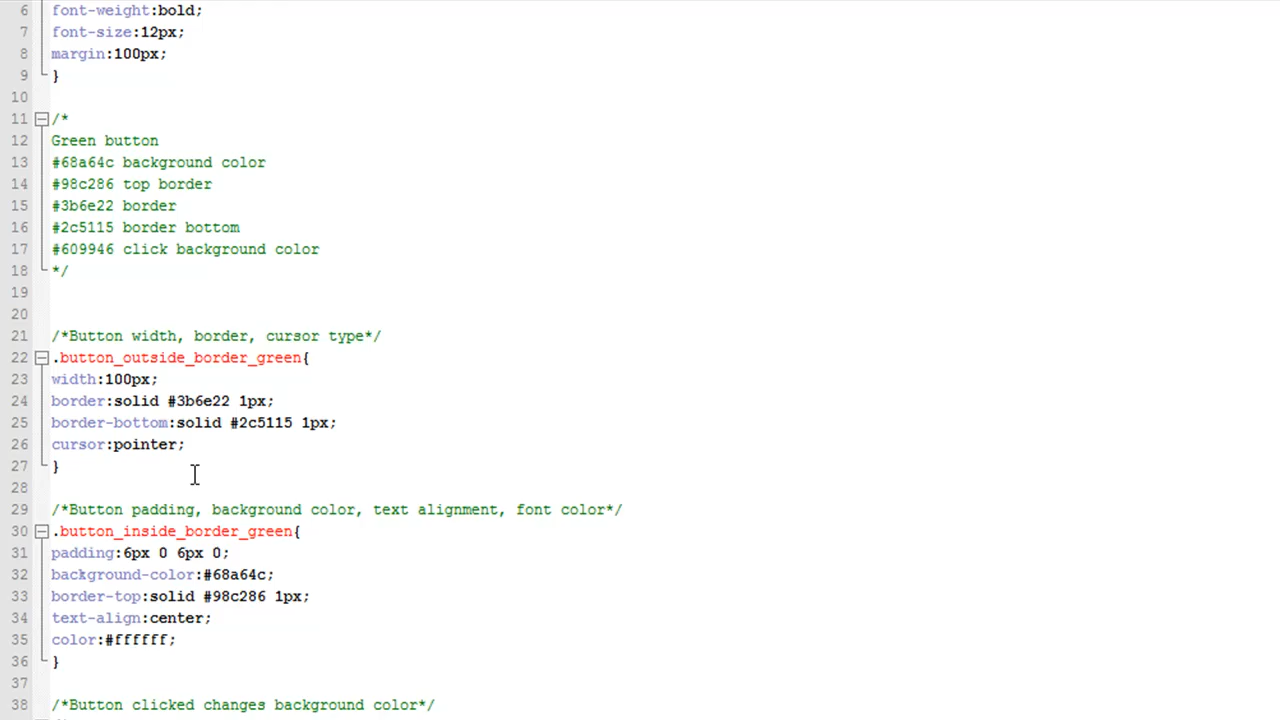 6 font-weight:bold;
7 font-size:12px;
8 margin:100px;
9 }
10
11 /*
12 Green button
13 #68a64c background color
14 #98c286 top border
15 #3b6e22 border
16 #2c5115 border bottom
17 #609946 click background color
18 */
19
20
21 /*Button width, border, cursor type*/
22 .button_outside_border_green{
23 width:100px;
24 border:solid #3b6e22 1px;
25 border-bottom:solid #2c5115 1px;
26 cursor:pointer;
27 }
28
29 /*Button padding, background color, text alignment, font color*/
30 .button_inside_border_green{
31 padding:6px 0 6px 0;
32 background-color:#68a64c;
33 border-top:solid #98c286 1px;
34 text-align:center;
35 color:#ffffff;
36 }
37
38 /*Button clicked changes background color*/